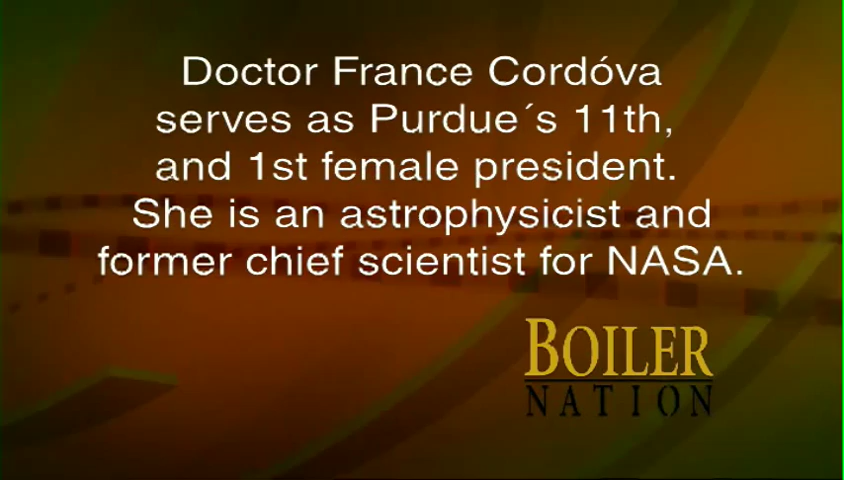 Doctor France Cordóva
serves as Purdue´s 11th,
and 1st female president.
She is an astrophysicist and
former chief scientist for NASA.
BOILER
NATION